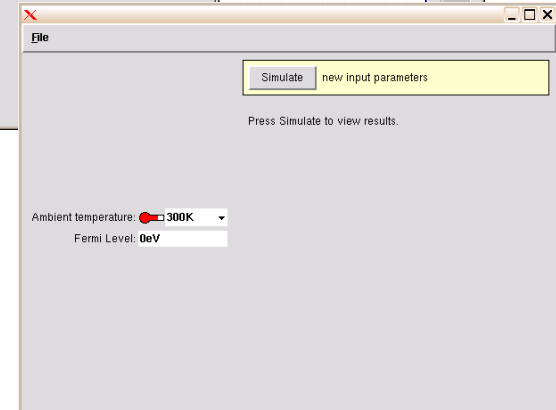 File
Simulate new input parameters
Press Simulate to view results.
Ambient temperature: 300K
Fermi Level: 0eV